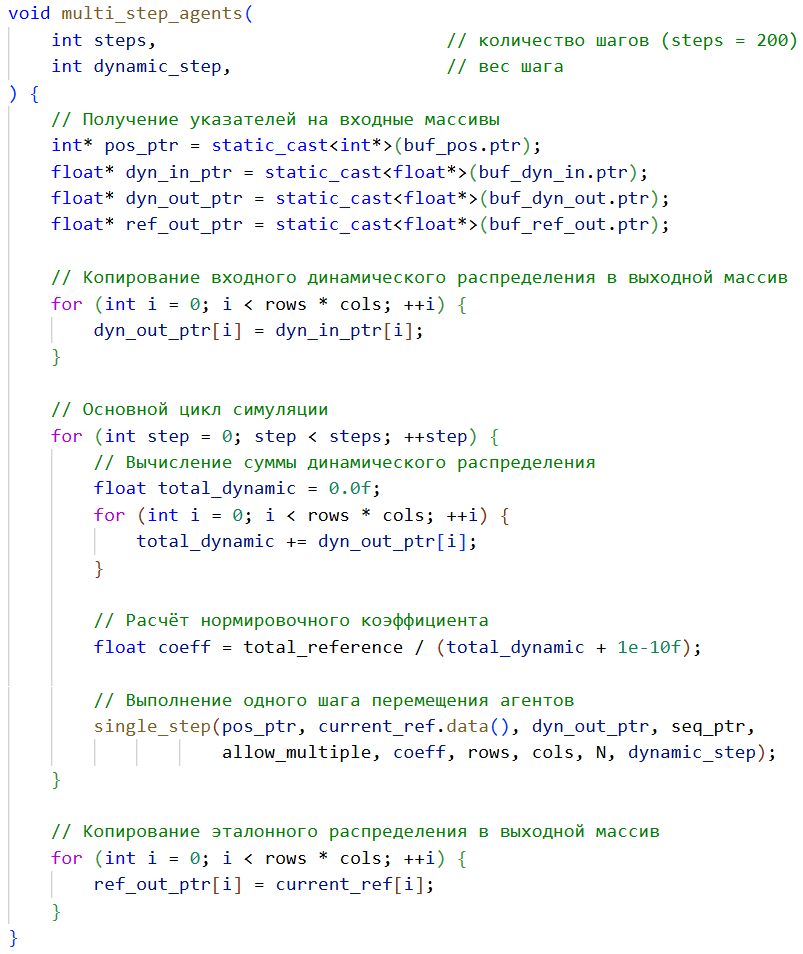 void multi_step_agents(
    int steps,                           // количество шагов (steps = 200)
    int dynamic_step,                    // вес шага
) {
    // Получение указателей на входные массивы
    int* pos_ptr = static_cast<int*>(buf_pos.ptr);
    float* dyn_in_ptr = static_cast<float*>(buf_dyn_in.ptr);
    float* dyn_out_ptr = static_cast<float*>(buf_dyn_out.ptr);
    float* ref_out_ptr = static_cast<float*>(buf_ref_out.ptr);

    // Копирование входного динамического распределения в выходной массив
    for (int i = 0; i < rows * cols; ++i) {
        dyn_out_ptr[i] = dyn_in_ptr[i];
    }

    // Основной цикл симуляции
    for (int step = 0; step < steps; ++step) {
        // Вычисление суммы динамического распределения
        float total_dynamic = 0.0f;
        for (int i = 0; i < rows * cols; ++i) {
            total_dynamic += dyn_out_ptr[i];
        }

        // Расчёт нормировочного коэффициента
        float coeff = total_reference / (total_dynamic + 1e-10f);

        // Выполнение одного шага перемещения агентов
        single_step(pos_ptr, current_ref.data(), dyn_out_ptr, seq_ptr,
                    allow_multiple, coeff, rows, cols, N, dynamic_step);
    }

    // Копирование эталонного распределения в выходной массив
    for (int i = 0; i < rows * cols; ++i) {
        ref_out_ptr[i] = current_ref[i];
    }
}